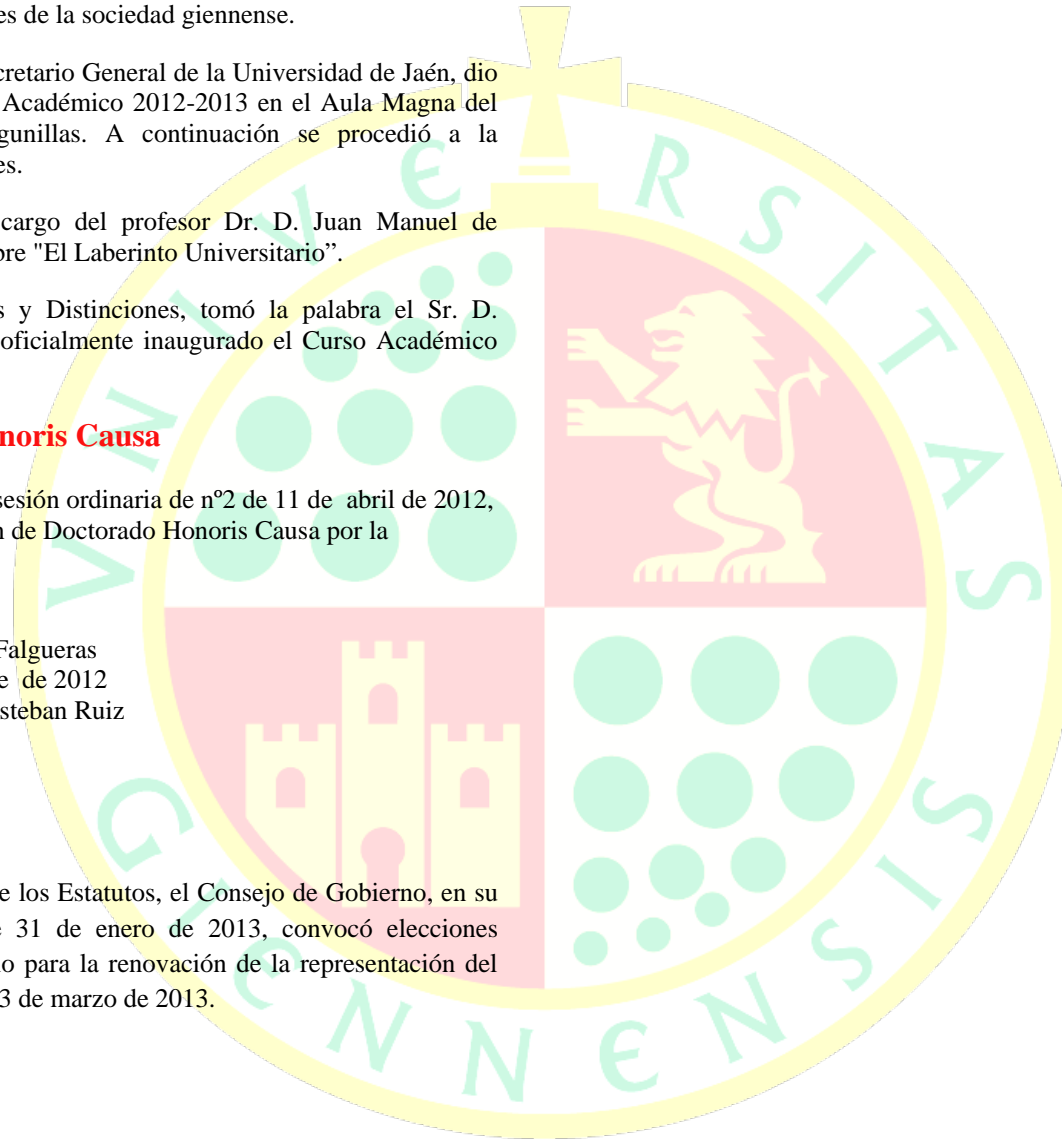 es de la sociedad giennense.
cretario General de la Universidad de Jaén, dio
Académico 2012-2013 en el Aula Magna del
gunillas. A continuación se procedió a la
es.
cargo del profesor Dr. D. Juan Manuel de
bre "El Laberinto Universitario”.
s y Distinciones, tomó la palabra el Sr. D.
oficialmente inaugurado el Curso Académico
noris Causa
sesión ordinaria de nº2 de 11 de abril de 2012,
n de Doctorado Honoris Causa por la
Falgueras
e de 2012
steban Ruiz
e los Estatutos, el Consejo de Gobierno, en su
e 31 de enero de 2013, convocó elecciones
io para la renovación de la representación del
3 de marzo de 2013.
VNIVERSITAS GIENNENSIS